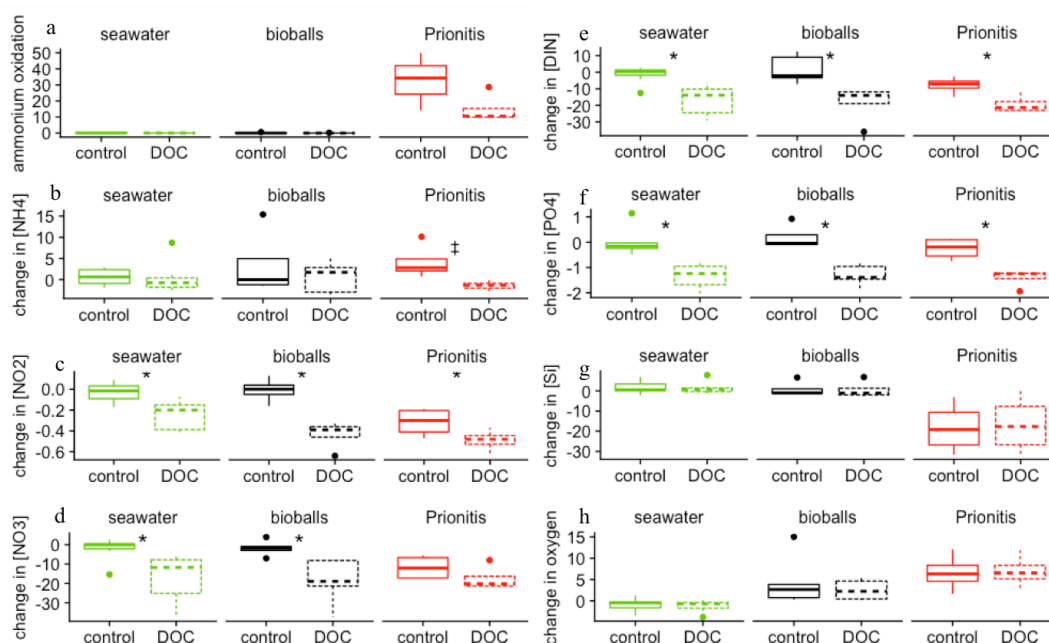 a
seawater bioballs Prionitis
ammonium oxidation
50
40
30
20
10
0
control DOC control DOC control DOC
b
seawater bioballs Prionitis
change in [NH4]
15
10
5
0
‡
control DOC control DOC control DOC
c
seawater bioballs Prionitis
* * *
change in [NO2]
0.0
-0.2
-0.4
-0.6
control DOC control DOC control DOC
d
seawater bioballs Prionitis
* *
change in [NO3]
0
-10
-20
-30
control DOC control DOC control DOC
e
seawater bioballs Prionitis
* * *
change in [DIN]
10
0
-10
-20
-30
control DOC control DOC control DOC
f
seawater bioballs Prionitis
* * *
change in [PO4]
1
0
-1
-2
control DOC control DOC control DOC
g
seawater bioballs Prionitis
change in [Si]
10
0
-10
-20
-30
control DOC control DOC control DOC
h
seawater bioballs Prionitis
change in oxygen
15
10
5
0
control DOC control DOC control DOC